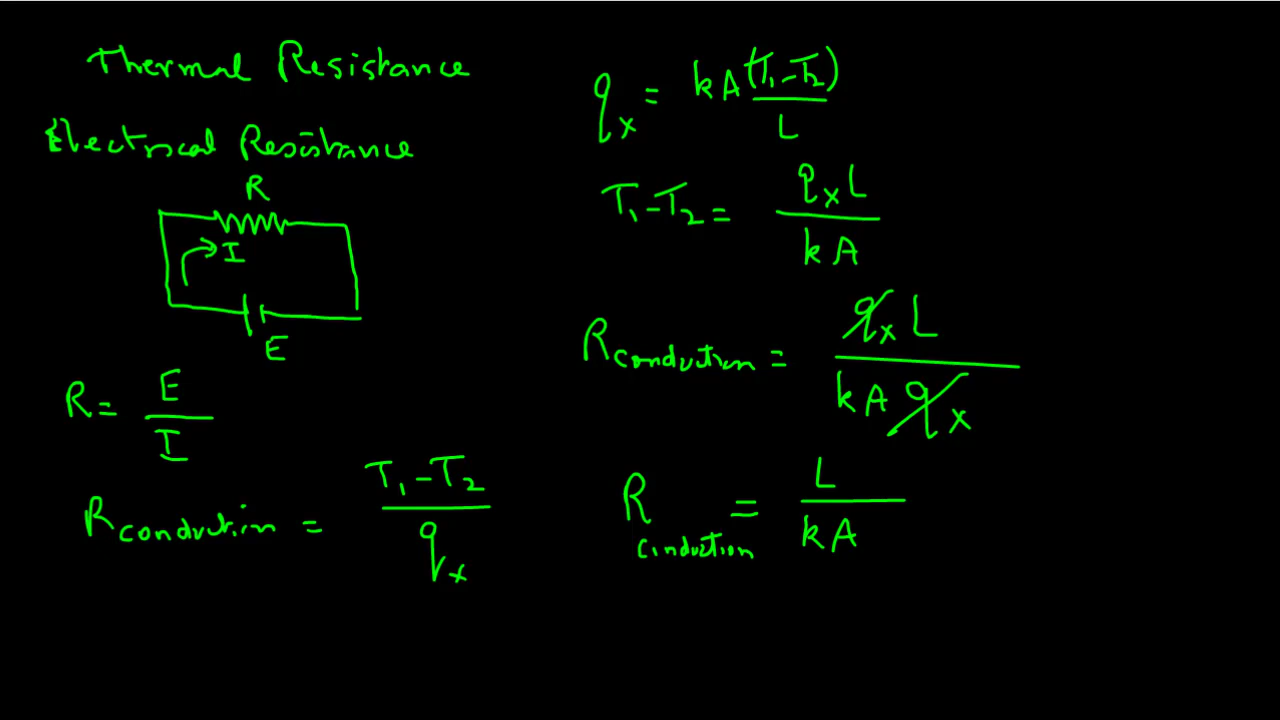 Thermal Resistance
Electrical Resistance
R
I
E
R = E / I
R conduction = T₁ - T₂ / qₓ
qₓ = kA(T₁ - T₂) / L
T₁ - T₂ = qₓ L / kA
R conduction = qₓ L / kA qₓ
R conduction = L / kA